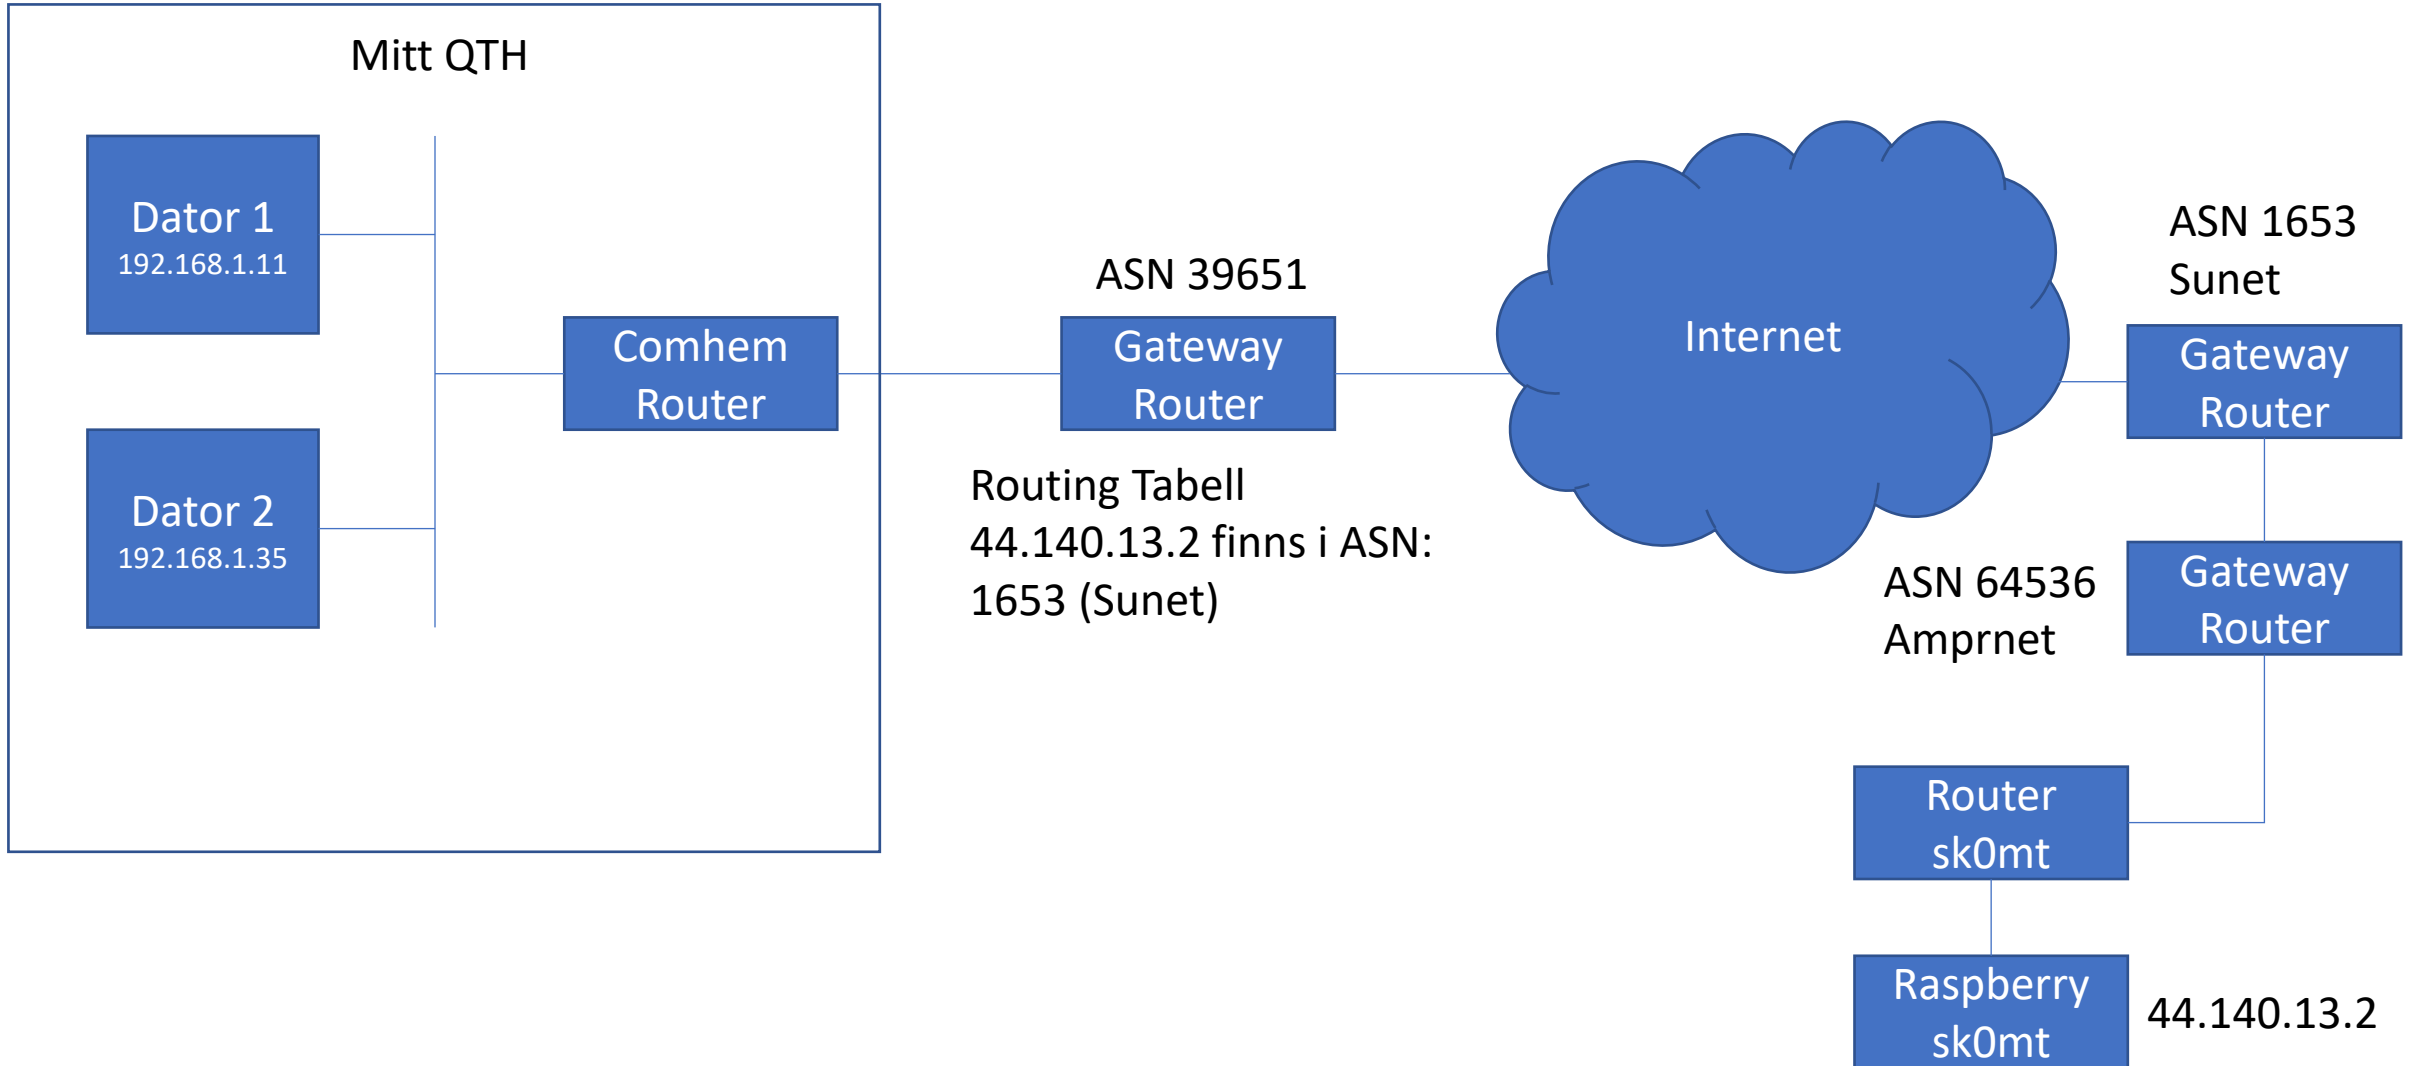 Mitt QTH
Dator 1
192.168.1.11
Dator 2
192.168.1.35
Comhem
Router
ASN 39651
Gateway
Router
Routing Tabell
44.140.13.2 finns i ASN:
1653 (Sunet)
Internet
ASN 1653
Sunet
Gateway
Router
ASN 64536
Amprnet
Gateway
Router
Router
sk0mt
Raspberry
sk0mt
44.140.13.2